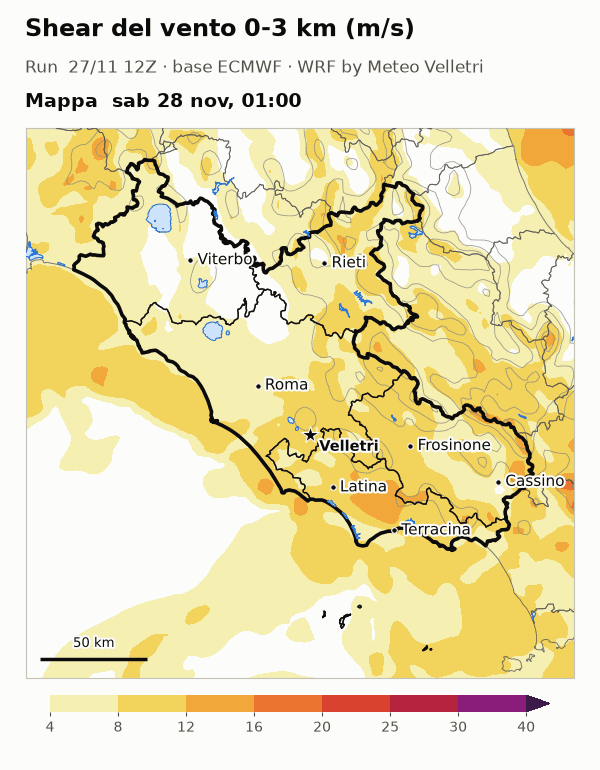 Shear del vento 0-3 km (m/s)
Run  27/11 12Z · base ECMWF · WRF by Meteo Velletri
Mappa  sab 28 nov, 01:00
Viterbo
Rieti
Roma
Velletri
Frosinone
Cassino
Latina
Terracina
50 km
4 8 12 16 20 25 30 40